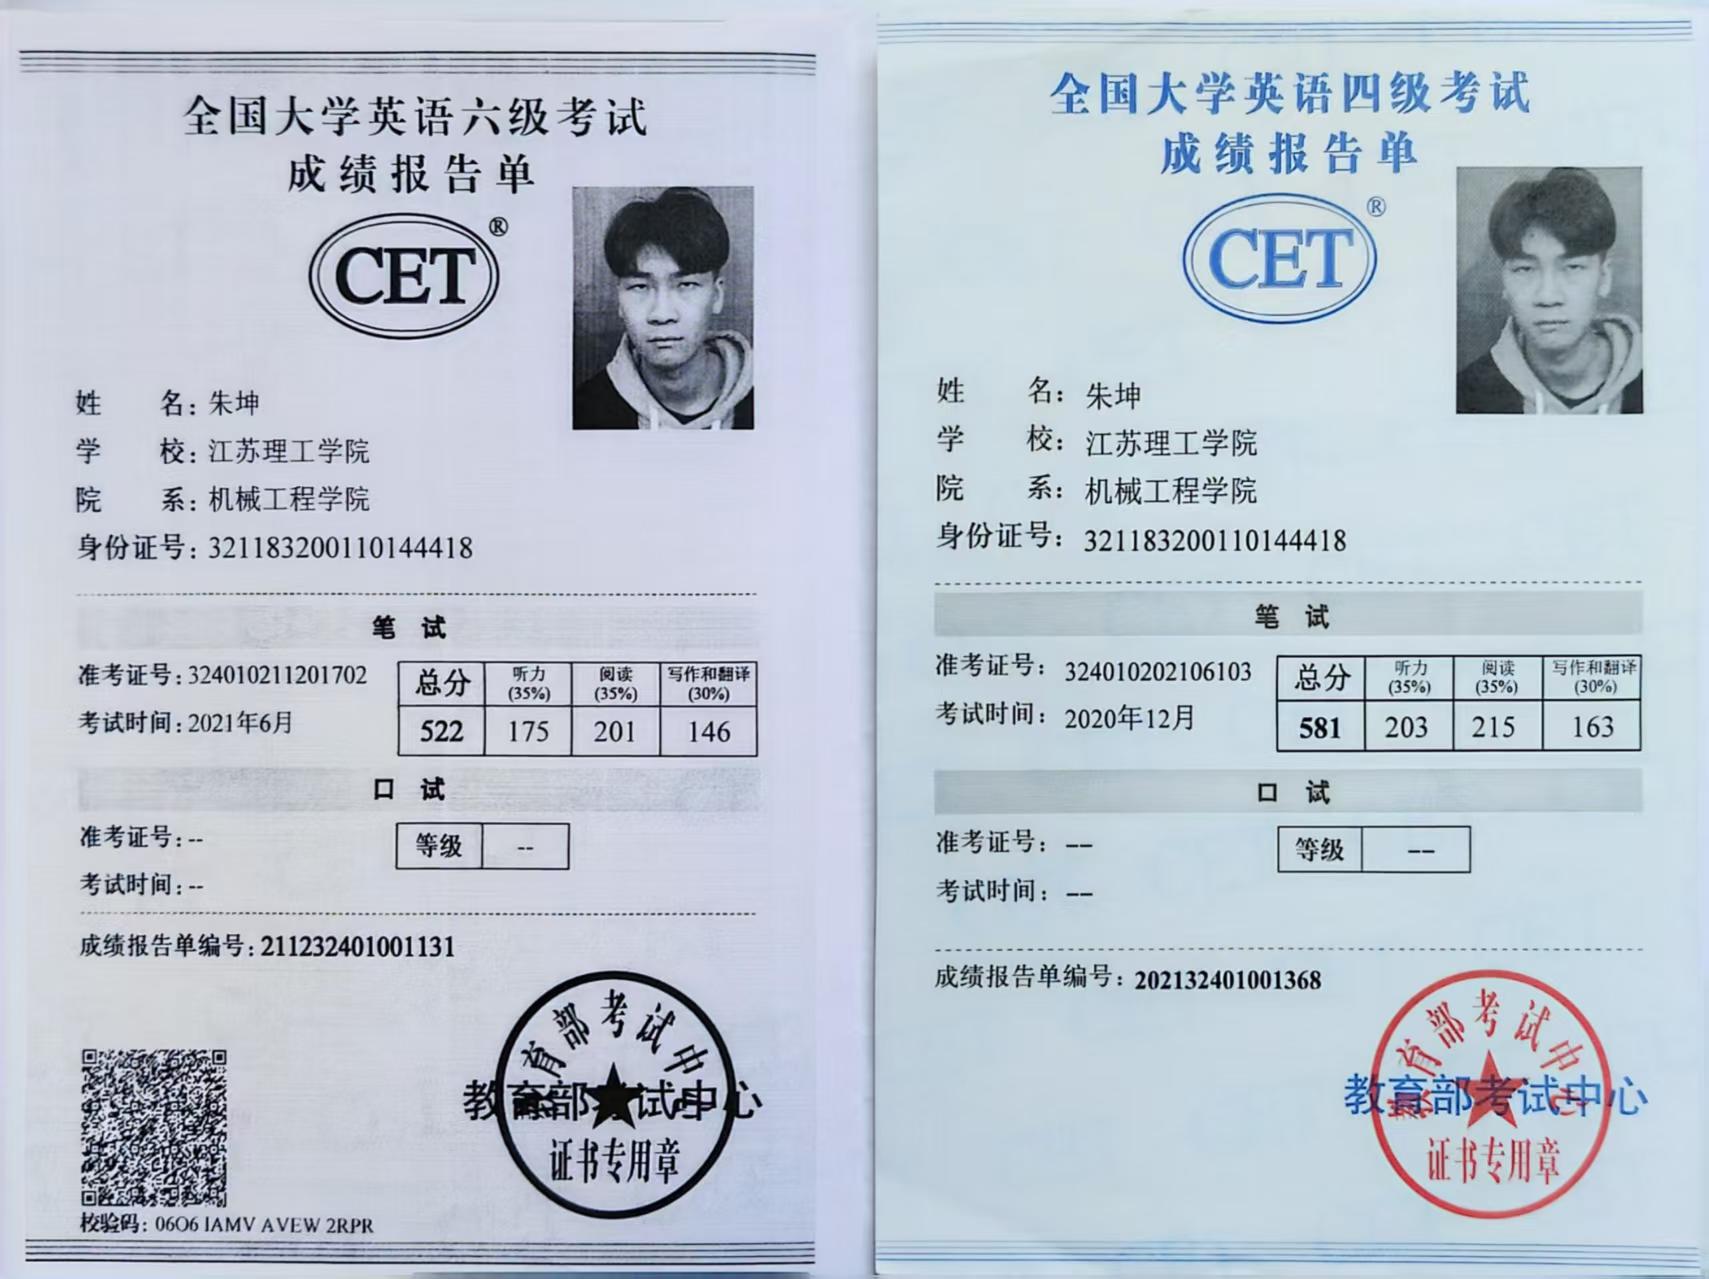 全国大学英语六级考试
成绩报告单
CET®
姓名：朱坤
学校：江苏理工学院
院系：机械工程学院
身份证号：321183200110144418
笔 试
准考证号：324010211201702
考试时间：2021年6月
总分 听力(35%) 阅读(35%) 写作和翻译(30%)
522 175 201 146
口 试
准考证号：--
考试时间：--
等级 --
成绩报告单编号：211232401001131
教育部考试中心
教育部考试中心
证书专用章
校验码：06O6 IAMV AVEW 2RPR
全国大学英语四级考试
成绩报告单
CET®
姓名：朱坤
学校：江苏理工学院
院系：机械工程学院
身份证号：321183200110144418
笔 试
准考证号：324010202106103
考试时间：2020年12月
总分 听力(35%) 阅读(35%) 写作和翻译(30%)
581 203 215 163
口 试
准考证号：--
考试时间：--
等级 --
成绩报告单编号：202132401001368
教育部考试中心
教育部考试中心
证书专用章